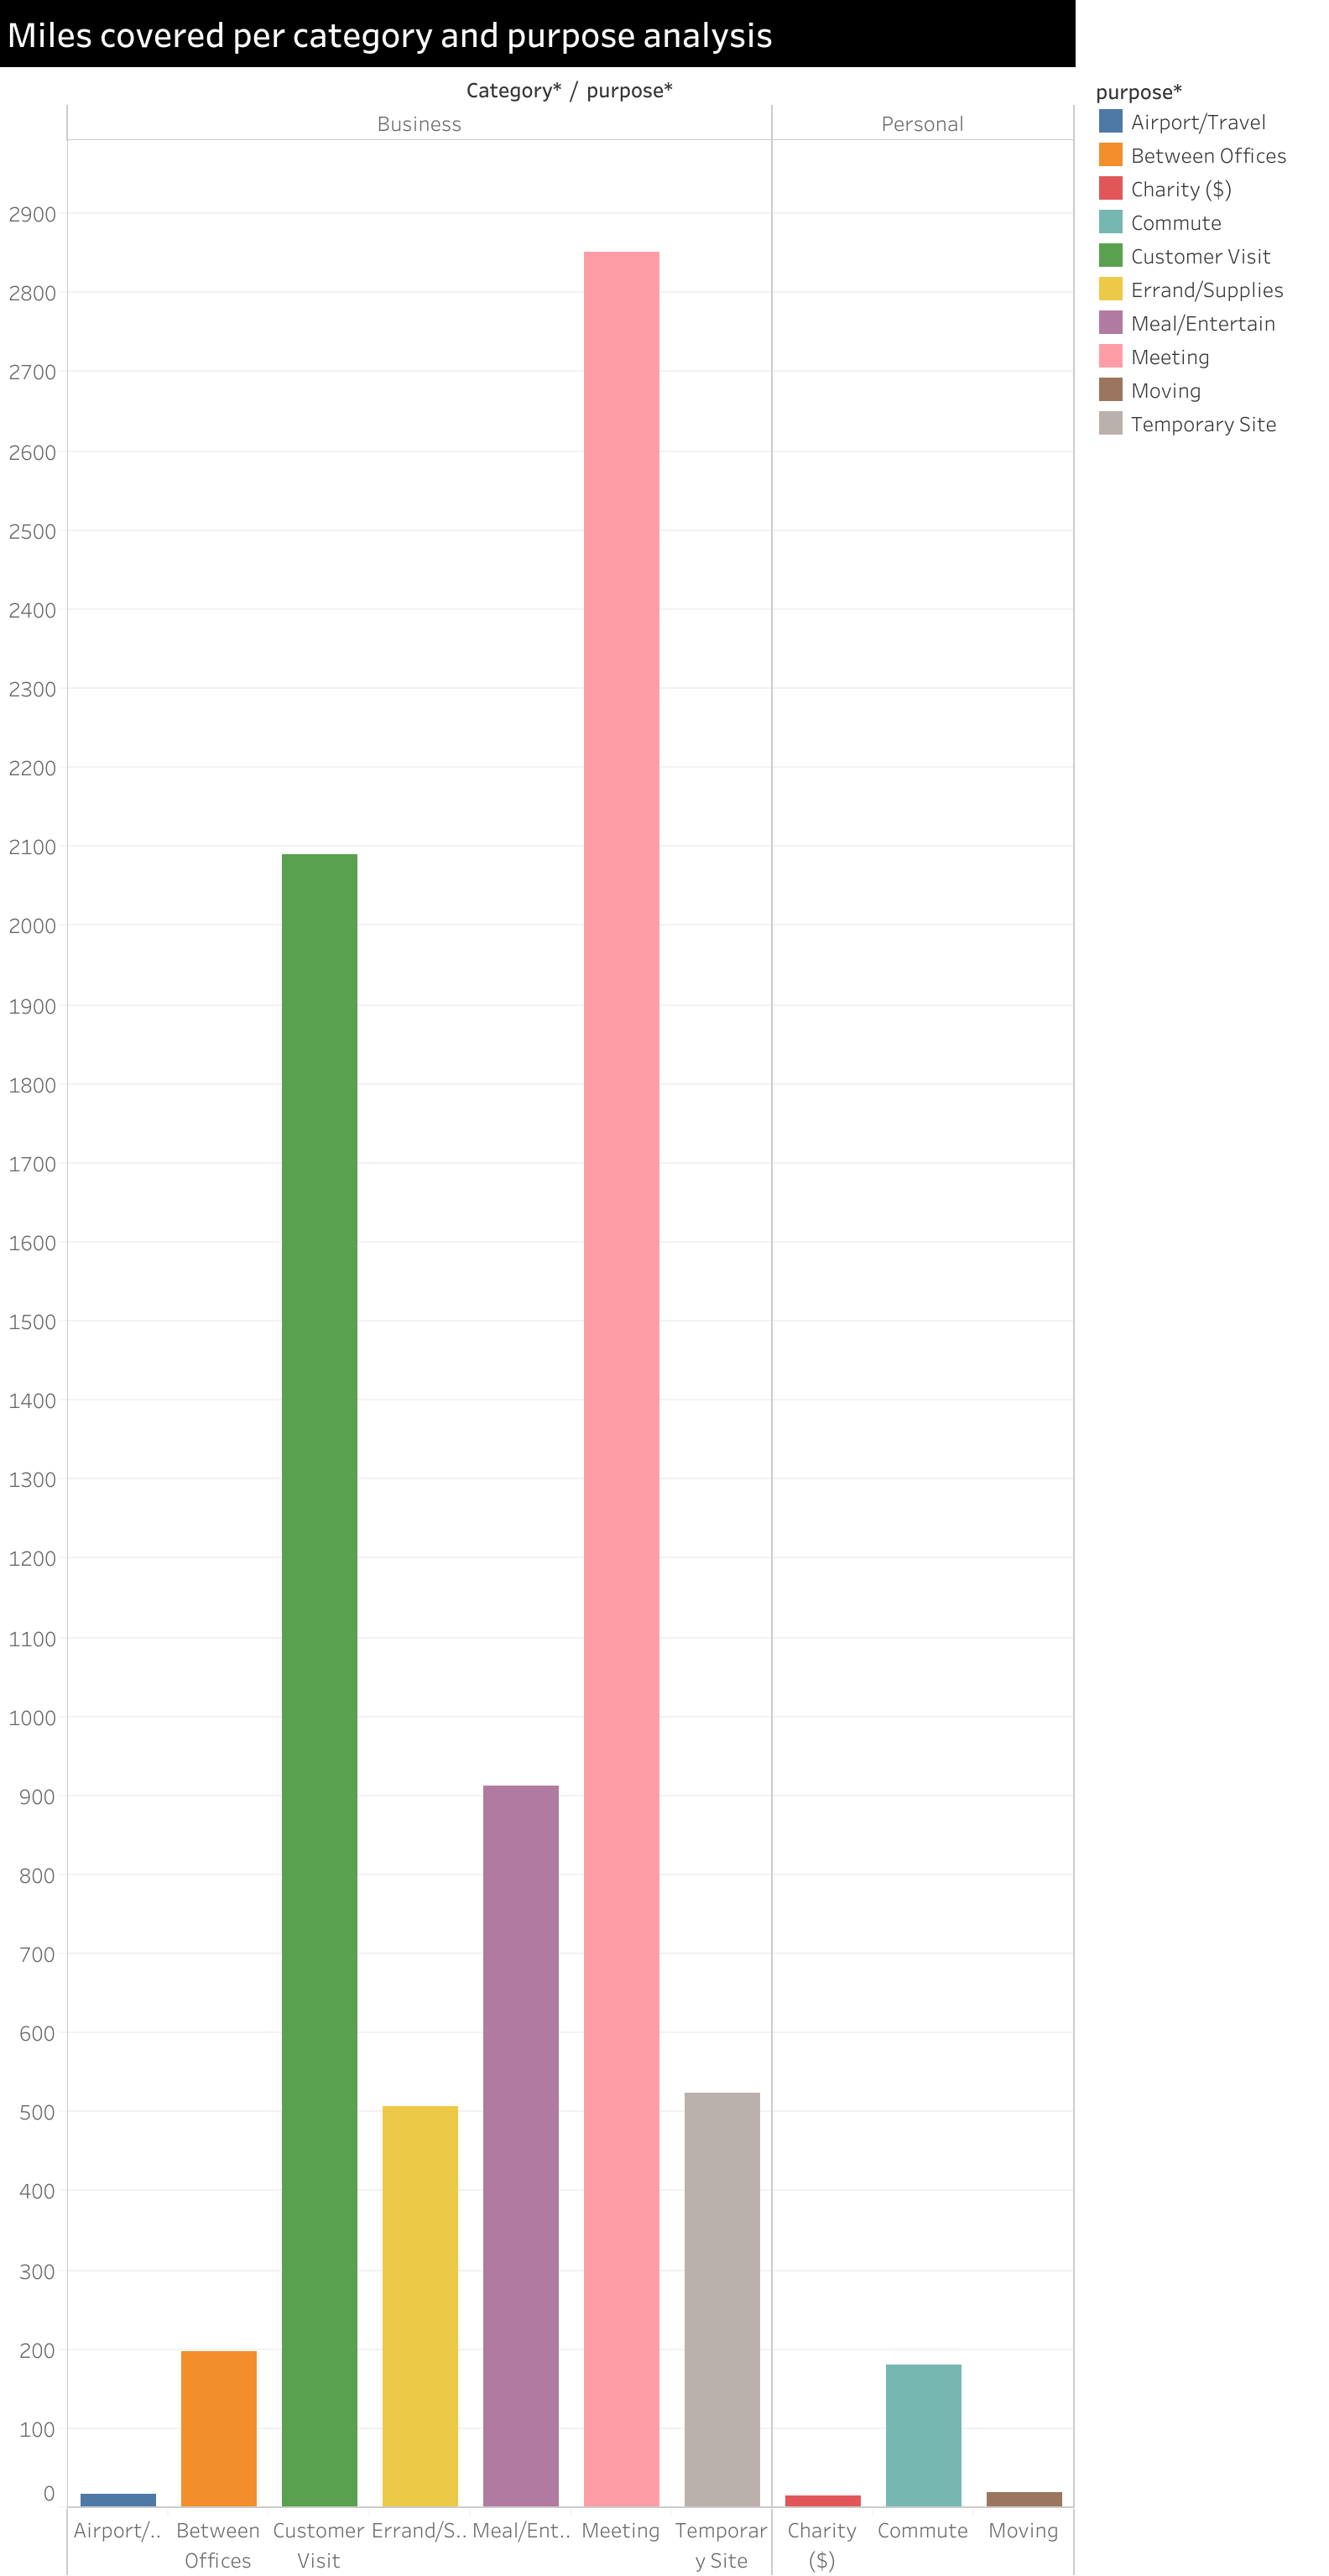 Miles covered per category and purpose analysis
Category* / purpose*
Business
Personal
purpose*
Airport/Travel
Between Offices
Charity ($)
Commute
Customer Visit
Errand/Supplies
Meal/Entertain
Meeting
Moving
Temporary Site
2900
2800
2700
2600
2500
2400
2300
2200
2100
2000
1900
1800
1700
1600
1500
1400
1300
1200
1100
1000
900
800
700
600
500
400
300
200
100
0
Airport/..
Between
Offices
Customer
Visit
Errand/S..
Meal/Ent..
Meeting
Temporar
y Site
Charity
($)
Commute
Moving